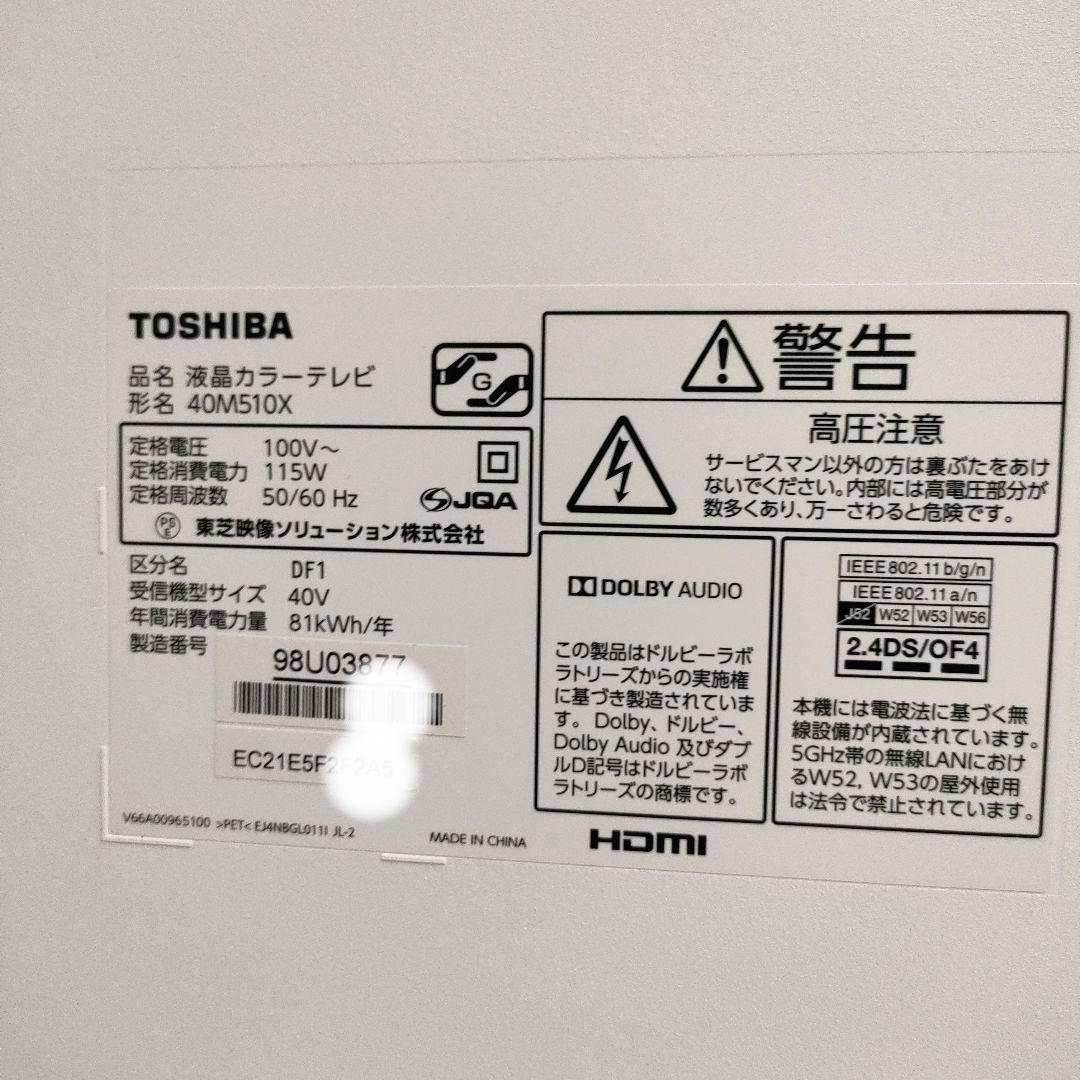 TOSHIBA
品名 液晶カラーテレビ
形名 40M510X
G
定格電圧 100V～
定格消費電力 115W
定格周波数 50/60 Hz
JQA
PS
E
東芝映像ソリューション株式会社
区分名 DF1
受信機型サイズ 40V
年間消費電力量 81kWh/年
製造番号
98U03877
EC21E5F2F2A5
V66A00965100 >PET< EJ4NBGL011I JL-2
MADE IN CHINA
警告
高圧注意
サービスマン以外の方は裏ぶたをあけ
ないでください。内部には高電圧部分が
数多くあり、万一さわると危険です。
DOLBY AUDIO
この製品はドルビーラボ
ラトリーズからの実施権
に基づき製造されていま
す。Dolby、ドルビー、
Dolby Audio 及びダブ
ルD記号はドルビーラボ
ラトリーズの商標です。
IEEE802.11b/g/n
IEEE802.11a/n
J52 W52 W53 W56
2.4DS/OF4
本機には電波法に基づく無
線設備が内蔵されています。
5GHz帯の無線LANにおけ
るW52, W53の屋外使用
は法令で禁止されています。
HDMI